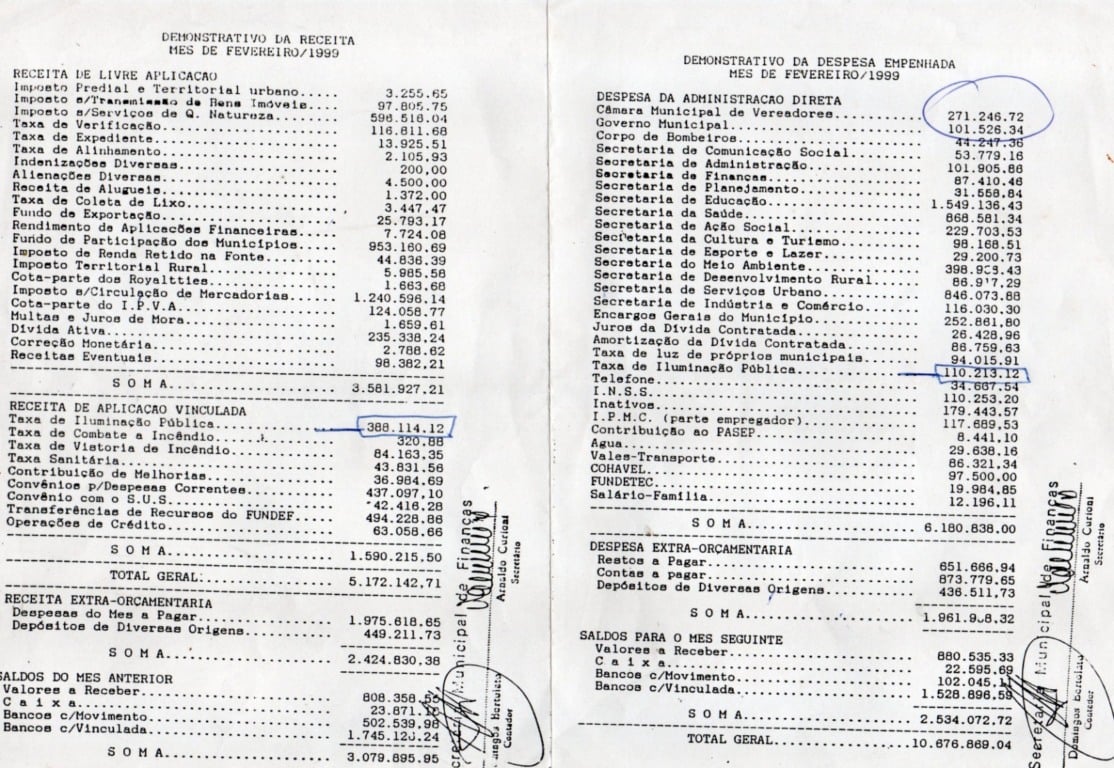 DEMONSTRATIVO DA RECEITA
MES DE FEVEREIRO/1999
RECEITA DE LIVRE APLICACAO
Imposto Predial e Territorial urbano..... 3.255.65
Imposto s/Transmissão de Bens Imóveis.... 97.805.75
Imposto s/Serviços de Q. Natureza........ 596.516.04
Taxa de Verificação...................... 116.811.68
Taxa de Expediente....................... 13.925.51
Taxa de Alinhamento...................... 2.105,93
Indenizações Diversas.................... 200,00
Alienações Diversas...................... 4.500.00
Receita de Alugueis...................... 1.372.00
Taxa de Coleta de Lixo................... 3.447,47
Fundo de Exportação...................... 25.793,17
Rendimento de Aplicações Financeiras..... 7.724.08
Fundo de Participação dos Municípios..... 953.160.69
Imposto de Renda Retido na Fonte......... 44.836.39
Imposto Territorial Rural................ 5.985.58
Cota-parte dos Royaltties................ 1.663,68
Imposto s/Circulação de Mercadorias...... 1.240.596.14
Cota-parte do I.P.V.A.................... 124.058.77
Multas e Juros de Mora................... 1.659.61
Divida Ativa............................. 235.338,24
Correção Monetária....................... 2.788.62
Receitas Eventuais....................... 98.382,21
S O M A.................... 3.581.927,21
RECEITA DE APLICACAO VINCULADA
Taxa de Iluminação Pública............... 388.114.12
Taxa de Combate a Incêndio............... 320.88
Taxa de Vistoria de Incêndio............. 84.163,35
Taxa Sanitária........................... 43.831,56
Contribuição de Melhorias................ 36.984,69
Convênios p/Despesas Correntes........... 437.097,10
Convênio com o S.U.S..................... 42.416,28
Transferências de Recursos do FUNDEF..... 494.228,86
Operações de Crédito..................... 63.058,66
S O M A.................... 1.590.215,50
TOTAL GERAL:............... 5.172.142,71
RECEITA EXTRA-ORÇAMENTARIA
Despesas do Mes a Pagar.................. 1.975.618,65
Depósitos de Diversas Origens............ 449.211,73
S O M A.................... 2.424.830,38
SALDOS DO MES ANTERIOR
Valores a Receber........................
C a i x a................................
Bancos c/Movimento....................... 502.539,98
Bancos c/Vinculada.......................
S O M A.................... 3.079.895,95
Municipal de Finanças
Arnaldo Curioni
Secretário
Contador
DEMONSTRATIVO DA DESPESA EMPENHADA
MES DE FEVEREIRO/1999
DESPESA DA ADMINISTRACAO DIRETA
Câmara Municipal de Vereadores........... 271.246.72
Governo Municipal........................ 101.526.34
Corpo de Bombeiros....................... 44.247.36
Secretaria de Comunicação Social......... 53.779.16
Secretaria de Administração.............. 101.905.86
Secretaria de Finanças................... 87.410.48
Secretaria de Planejamento............... 31.558.84
Secretaria de Educação................... 1.549.136.43
Secretaria da Saúde...................... 868.581.34
Secretaria de Ação Social................ 229.703,53
Secretaria da Cultura e Turismo.......... 98.168.51
Secretaria de Esporte e Lazer............ 29.200.73
Secretaria do Meio Ambiente..............
Secretaria de Desenvolvimento Rural...... 86.917.29
Secretaria de Serviços Urbano............ 846.073.88
Secretaria de Indústria e Comércio....... 116.030.30
Encargos Gerais do Município............. 252.861.80
Juros da Dívida Contratada............... 26.428,96
Amortização da Dívida Contratada......... 86.759,63
Taxa de luz de próprios municipais....... 94.015,91
Taxa de Iluminação Pública............... 110.213.12
Telefone................................. 34.667.54
I.N.S.S.................................. 110.253.20
Inativos................................. 179.443.57
I.P.M.C. (parte empregador).............. 117.689,53
Contribuição ao PASEP.................... 8.441,10
Agua..................................... 29.638.16
Vales-Transporte......................... 86.321,34
COHAVEL.................................. 97.500.00
FUNDETEC................................. 19.984,85
Salário-Família.......................... 12.196,11
S O M A.................... 6.180.838,00
DESPESA EXTRA-ORÇAMENTARIA
Restos a Pagar........................... 651.666,94
Contas a pagar........................... 873.779.65
Depósitos de Diversas Origens............ 436.511,73
S O M A.................... 1.961.958,32
SALDOS PARA O MES SEGUINTE
Valores a Receber........................ 880.535.33
C a i x a................................ 22.595.69
Bancos c/Movimento.......................
Bancos c/Vinculada....................... 1.528.896,59
S O M A.................... 2.534.072,72
TOTAL GERAL................ 10.676.869.04
Secretaria Municipal de Finanças
Arnaldo Curioni
Secretário
Domingos Bortolato
Contador